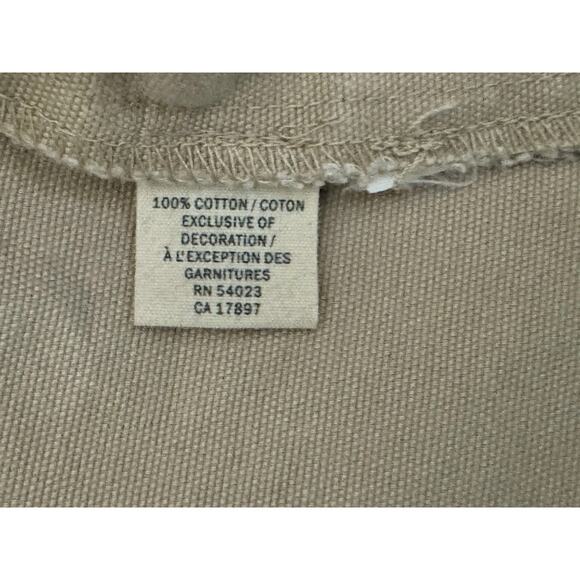 100% COTTON / COTON
EXCLUSIVE OF
DECORATION /
À L'EXCEPTION DES
GARNITURES
RN 54023
CA 17897